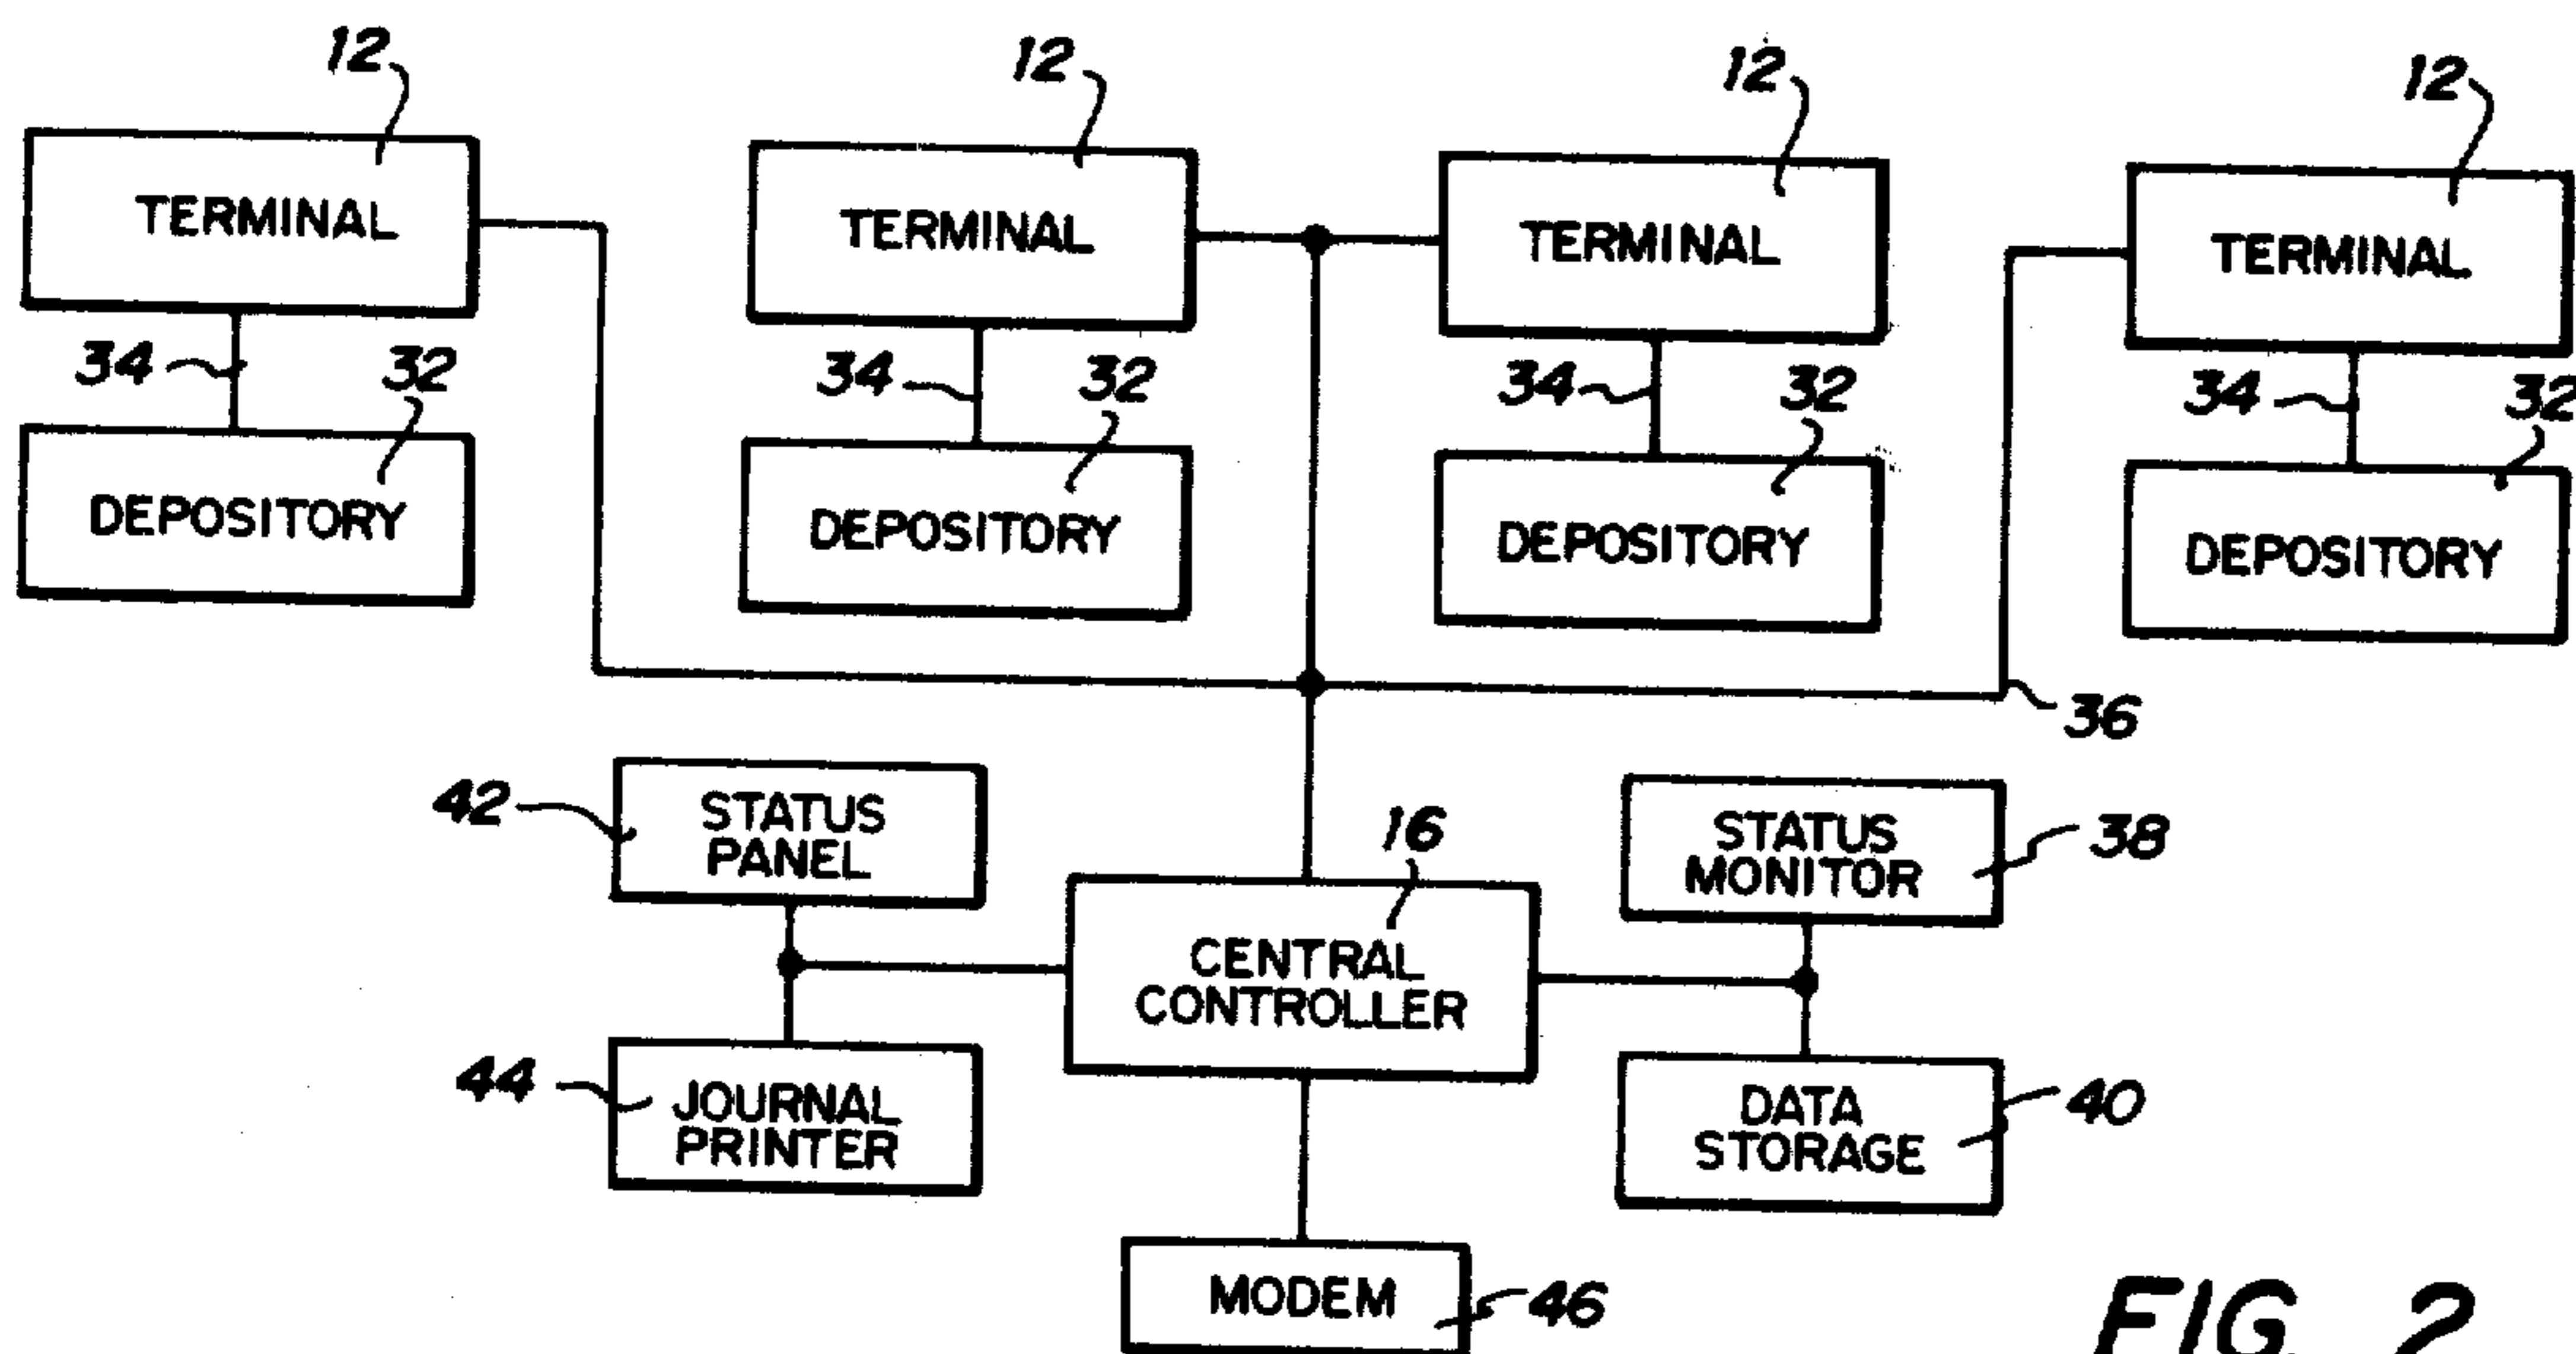 12 12 12 12
TERMINAL TERMINAL TERMINAL TERMINAL
34 32 34 32 34 32 34 32
DEPOSITORY DEPOSITORY DEPOSITORY DEPOSITORY
36
42 STATUS
PANEL
16
STATUS
MONITOR 38
CENTRAL
CONTROLLER
44 JOURNAL
PRINTER
DATA
STORAGE 40
MODEM 46
FIG. 2